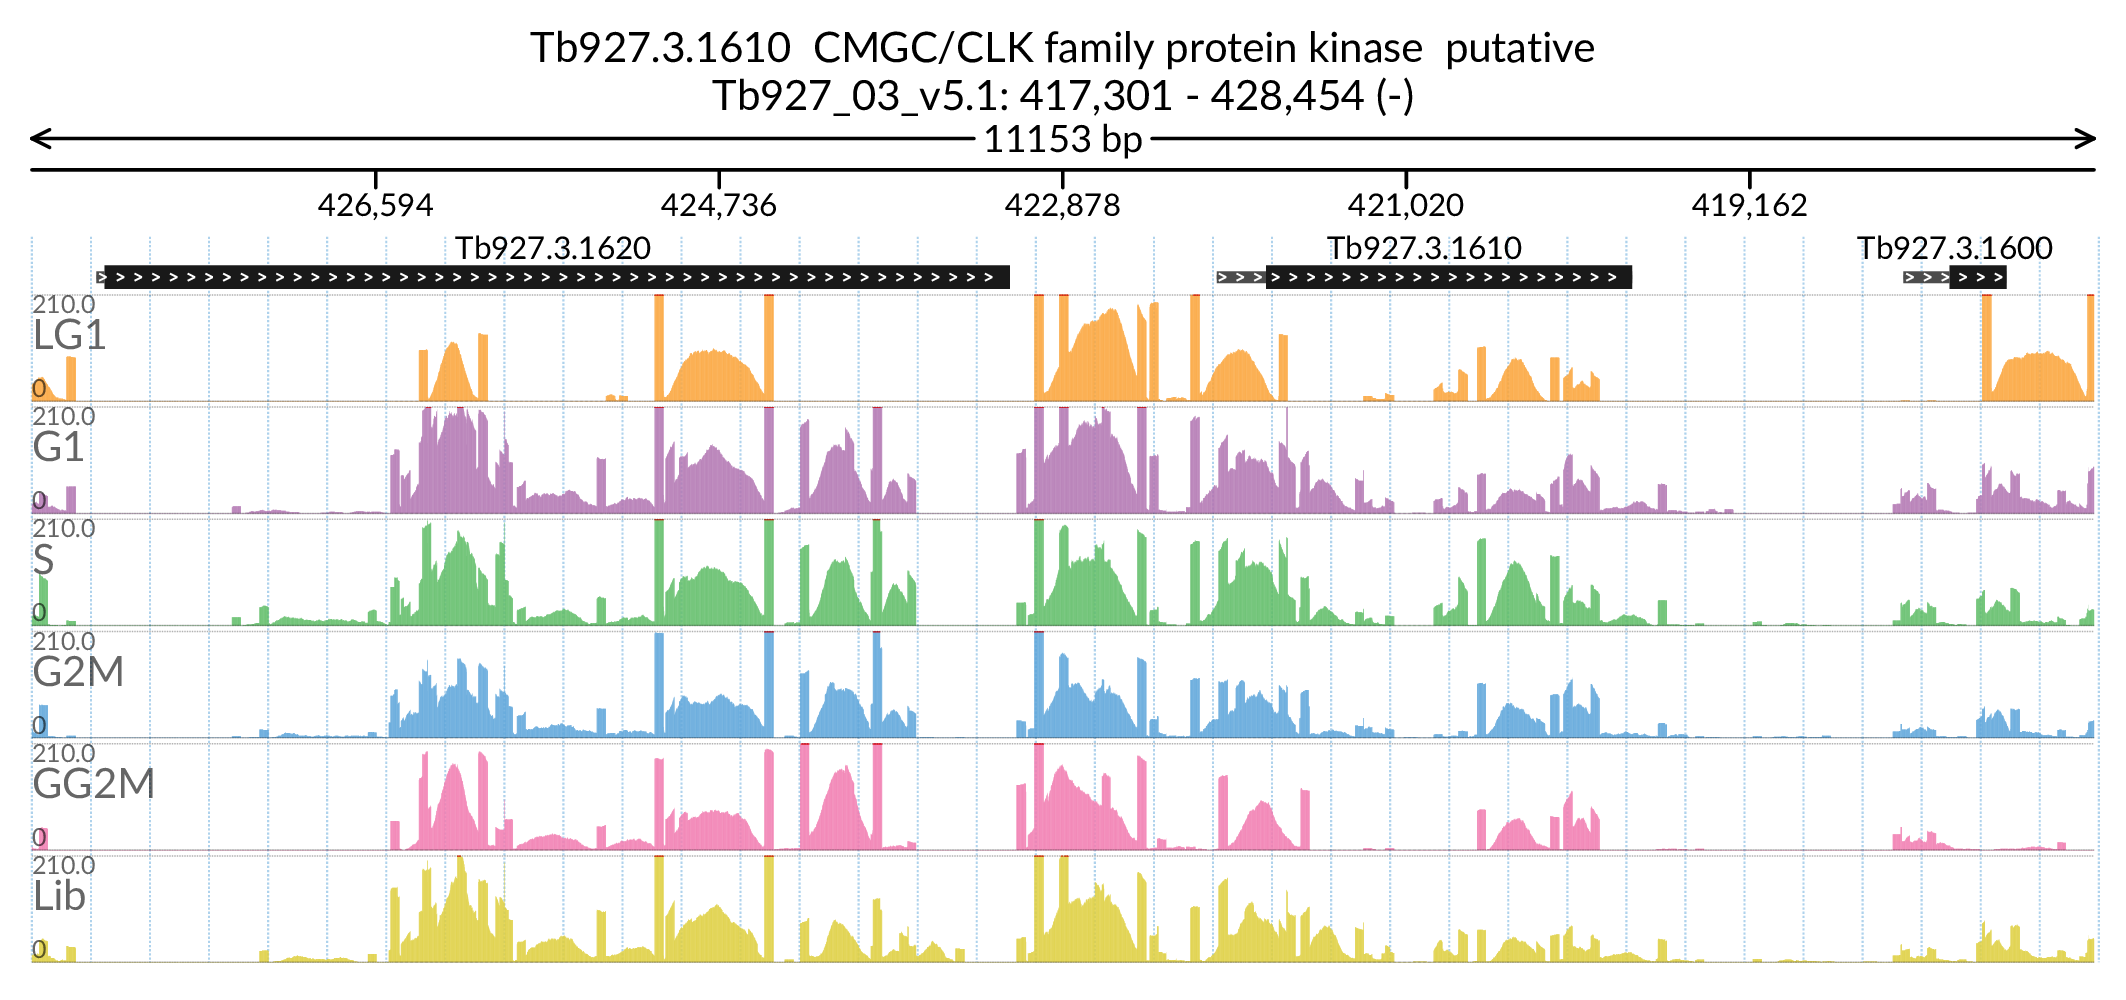 Tb927.3.1610  CMGC/CLK family protein kinase  putative
Tb927_03_v5.1: 417,301 - 428,454 (-)
11153 bp
426,594 424,736 422,878 421,020 419,162
Tb927.3.1620 Tb927.3.1610 Tb927.3.1600
210.0
LG1
0
210.0
G1
0
210.0
S
0
210.0
G2M
0
210.0
GG2M
0
210.0
Lib
0